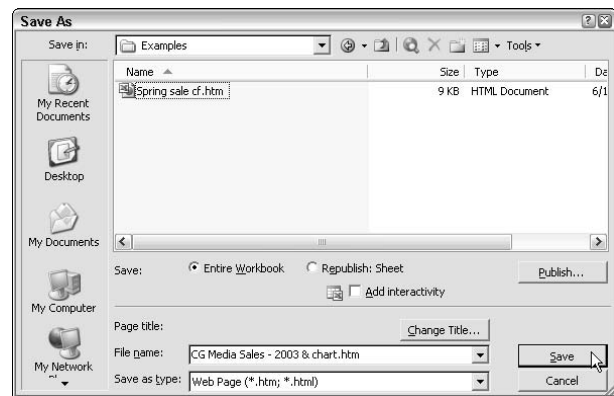 Save As
Save in:
Examples
Tools
Name
Size
Type
Da
Spring sale cf.htm
9 KB
HTML Document
6/1
My Recent
Documents
Desktop
My Documents
My Computer
My Network
Save:
Entire Workbook
Republish: Sheet
Publish...
Add interactivity
Page title:
Change Title...
File name:
CG Media Sales - 2003 & chart.htm
Save
Save as type:
Web Page (*.htm; *.html)
Cancel